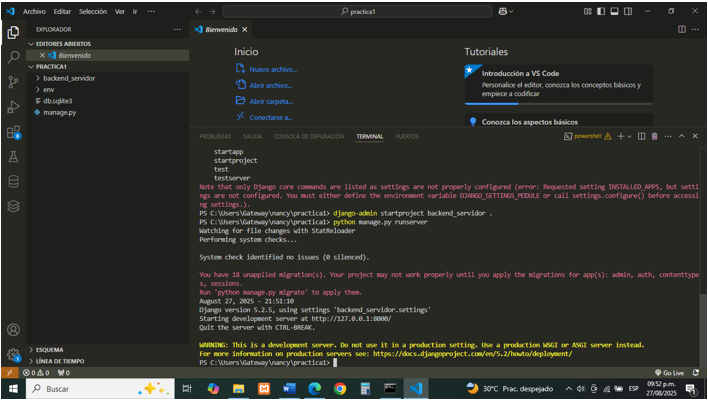 Archivo Editar Selección Ver Ir ···
practica1
EXPLORADOR ···
EDITORES ABIERTOS
Bienvenido
PRACTICA1
backend_servidor
env
db.sqlite3
manage.py
ESQUEMA
LÍNEA DE TIEMPO
Bienvenido
Inicio
Nuevo archivo...
Abrir archivo...
Abrir carpeta...
Conectarse a...
Tutoriales
Introducción a VS Code
Personalice el editor, conozca los conceptos básicos y
empiece a codificar
Conozca los aspectos básicos
PROBLEMAS SALIDA CONSOLA DE DEPURACIÓN TERMINAL PUERTOS
powershell
startapp
startproject
test
testserver
Note that only Django core commands are listed as settings are not properly configured (error: Requested setting INSTALLED_APPS, but sett
ings are not configured. You must either define the environment variable DJANGO_SETTINGS_MODULE or call settings.configure() before accessi
ng settings.).
PS C:\Users\Gateway\nancy\practica1> django-admin startproject backend_servidor .
PS C:\Users\Gateway\nancy\practica1> python manage.py runserver
Watching for file changes with StatReloader
Performing system checks...
System check identified no issues (0 silenced).
You have 18 unapplied migration(s). Your project may not work properly until you apply the migrations for app(s): admin, auth, contenttype
s, sessions.
Run 'python manage.py migrate' to apply them.
August 27, 2025 - 21:51:10
Django version 5.2.5, using settings 'backend_servidor.settings'
Starting development server at http://127.0.0.1:8000/
Quit the server with CTRL-BREAK.
WARNING: This is a development server. Do not use it in a production setting. Use a production WSGI or ASGI server instead.
For more information on production servers see: https://docs.djangoproject.com/en/5.2/howto/deployment/
PS C:\Users\Gateway\nancy\practica1>
0 0 0 Go Live
Buscar
30°C Prac. despejado
ESP
09:52 p.m.
27/08/2025